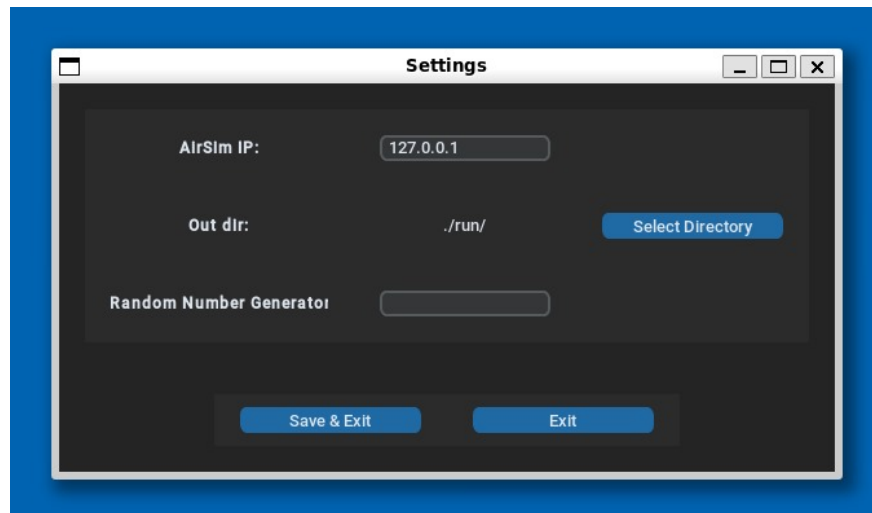 Settings
AirSim IP:
127.0.0.1
Out dir:
./run/
Select Directory
Random Number Generator
Save & Exit
Exit